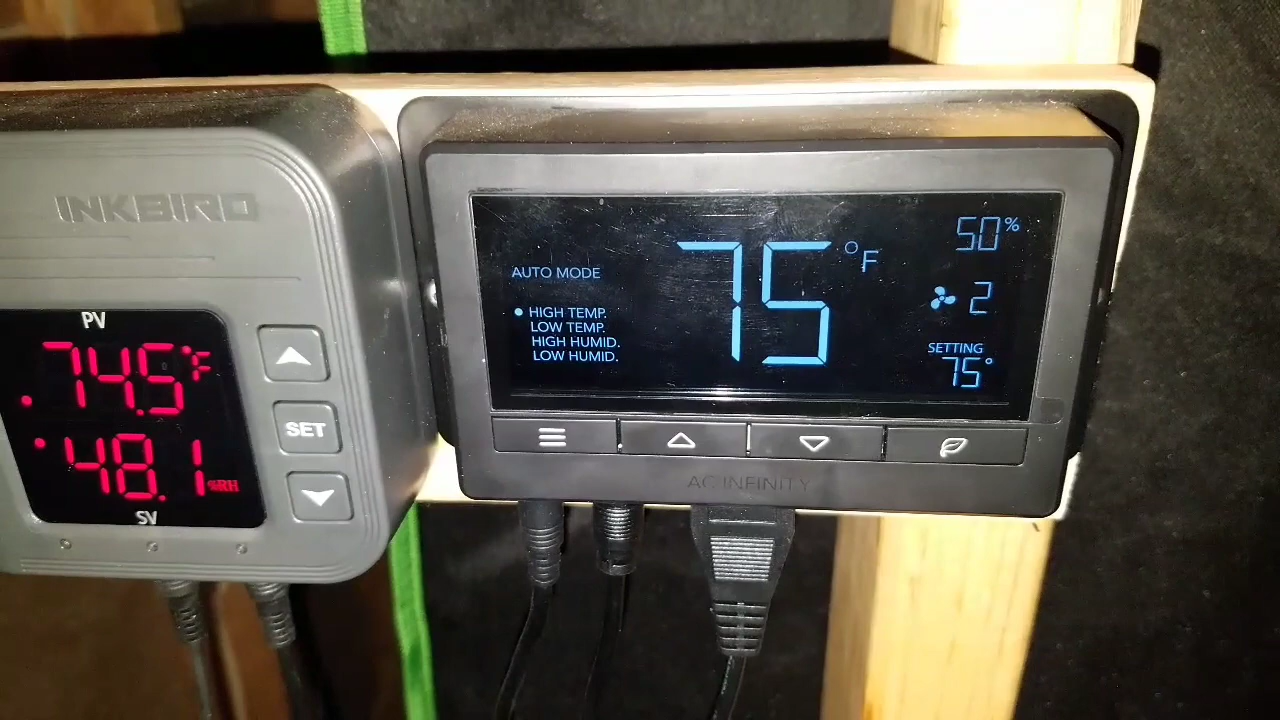 INKBIRD
PV
74.5°F
48.1%RH
SV
SET
AUTO MODE
HIGH TEMP.
LOW TEMP.
HIGH HUMID.
LOW HUMID.
75°F
50%
2
SETTING
75°
AC INFINITY